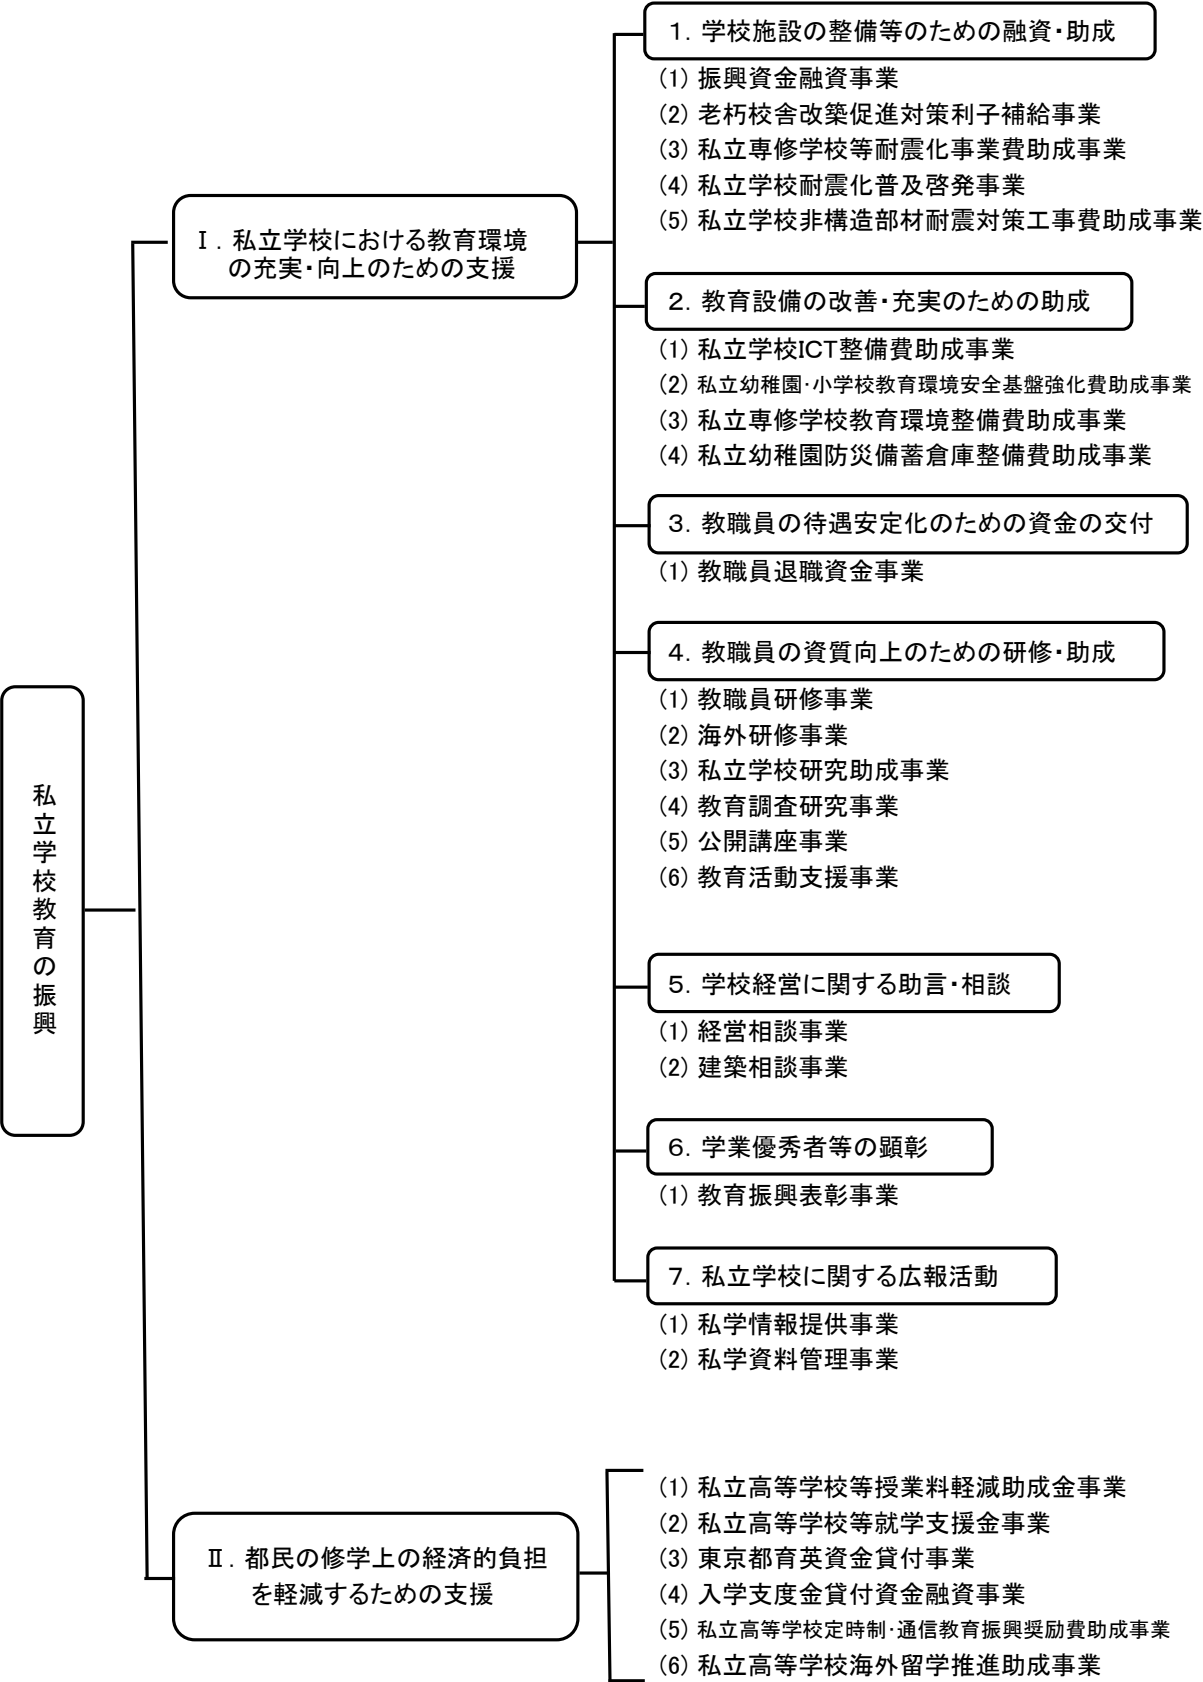 私立学校教育の振興
Ⅰ．私立学校における教育環境
の充実・向上のための支援
１．学校施設の整備等のための融資・助成
(1) 振興資金融資事業
(2) 老朽校舎改築促進対策利子補給事業
(3) 私立専修学校等耐震化事業費助成事業
(4) 私立学校耐震化普及啓発事業
(5) 私立学校非構造部材耐震対策工事費助成事業
２．教育設備の改善・充実のための助成
(1) 私立学校ICT整備費助成事業
(2) 私立幼稚園・小学校教育環境安全基盤強化費助成事業
(3) 私立専修学校教育環境整備費助成事業
(4) 私立幼稚園防災備蓄倉庫整備費助成事業
３．教職員の待遇安定化のための資金の交付
(1) 教職員退職資金事業
４．教職員の資質向上のための研修・助成
(1) 教職員研修事業
(2) 海外研修事業
(3) 私立学校研究助成事業
(4) 教育調査研究事業
(5) 公開講座事業
(6) 教育活動支援事業
５．学校経営に関する助言・相談
(1) 経営相談事業
(2) 建築相談事業
６．学業優秀者等の顕彰
(1) 教育振興表彰事業
７．私立学校に関する広報活動
(1) 私学情報提供事業
(2) 私学資料管理事業
Ⅱ．都民の修学上の経済的負担
を軽減するための支援
(1) 私立高等学校等授業料軽減助成金事業
(2) 私立高等学校等就学支援金事業
(3) 東京都育英資金貸付事業
(4) 入学支度金貸付資金融資事業
(5) 私立高等学校定時制・通信教育振興奨励費助成事業
(6) 私立高等学校海外留学推進助成事業